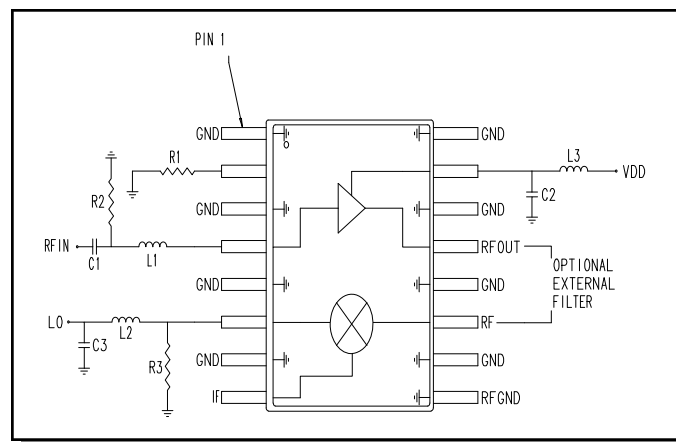 PIN 1
GND
GND
R1
L3
VDD
R2
C2
GND
GND
RFIN
C1
L1
RFOUT
OPTIONAL
EXTERNAL
FILTER
GND
GND
LO
L2
RF
C3
R3
GND
GND
IF
RFGND